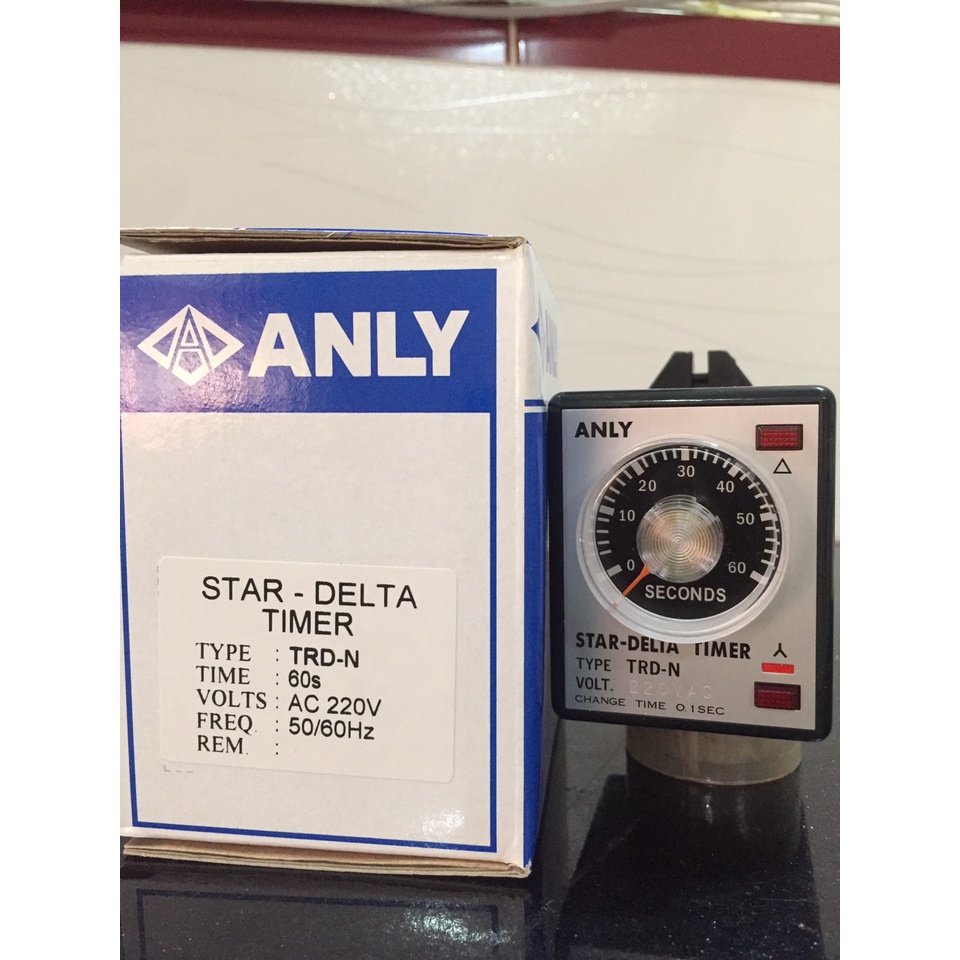 ANLY
STAR - DELTA
TIMER
TYPE : TRD-N
TIME : 60s
VOLTS : AC 220V
FREQ. : 50/60Hz
REM. :
ANLY
0 10 20 30 40 50 60
SECONDS
STAR-DELTA TIMER
TYPE TRD-N
VOLT. 220VAC
CHANGE TIME 0.1SEC